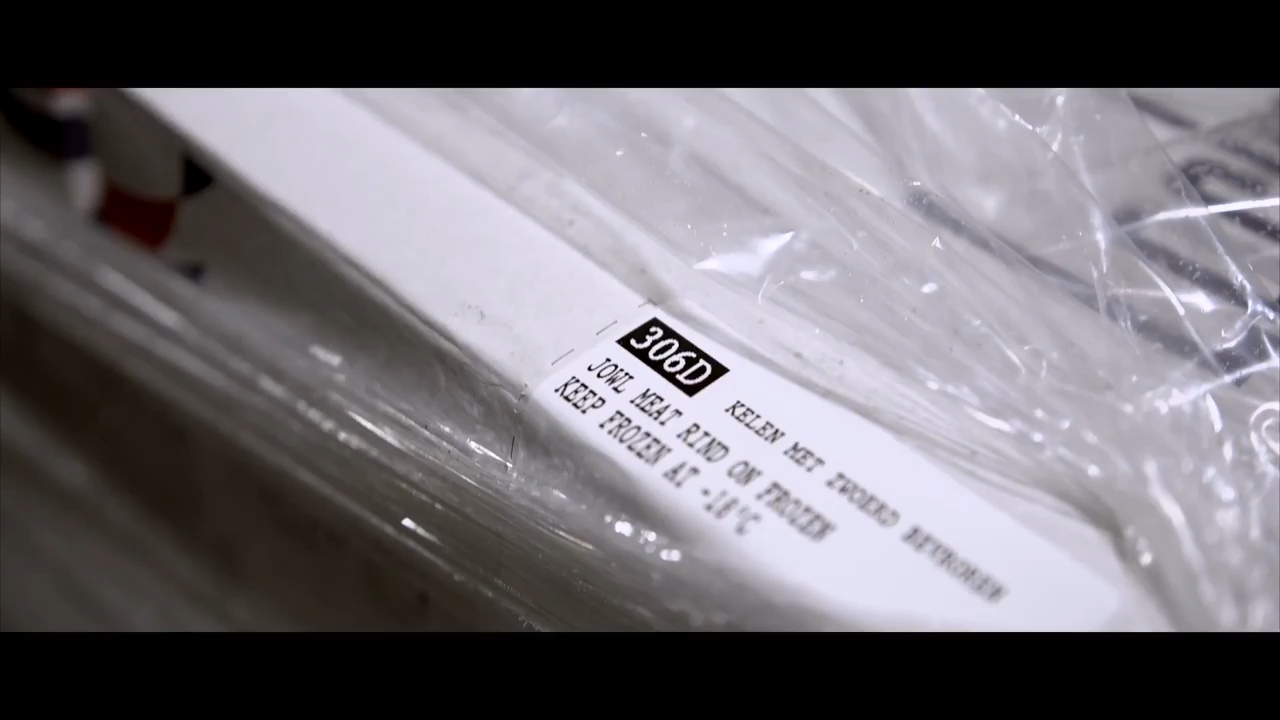 306D KELEN MET ZWOERD BEVROREN
JOWL MEAT RIND ON FROZEN
KEEP FROZEN AT -18°C